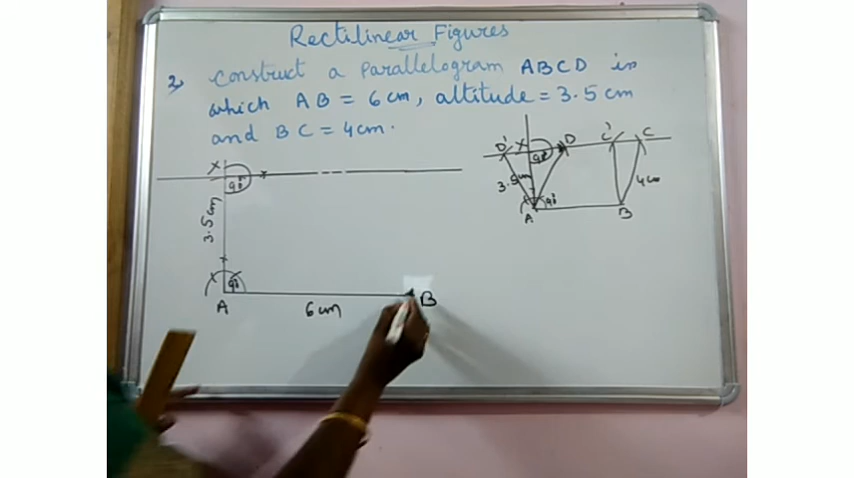 Rectilinear Figures
2, Construct a Parallelogram ABCD in
which AB = 6cm, altitude = 3.5cm
and BC = 4cm.
D' X D C' C
90°
3.5cm
4cm
90°
A B
X
90°
3.5cm
90°
A B
6cm